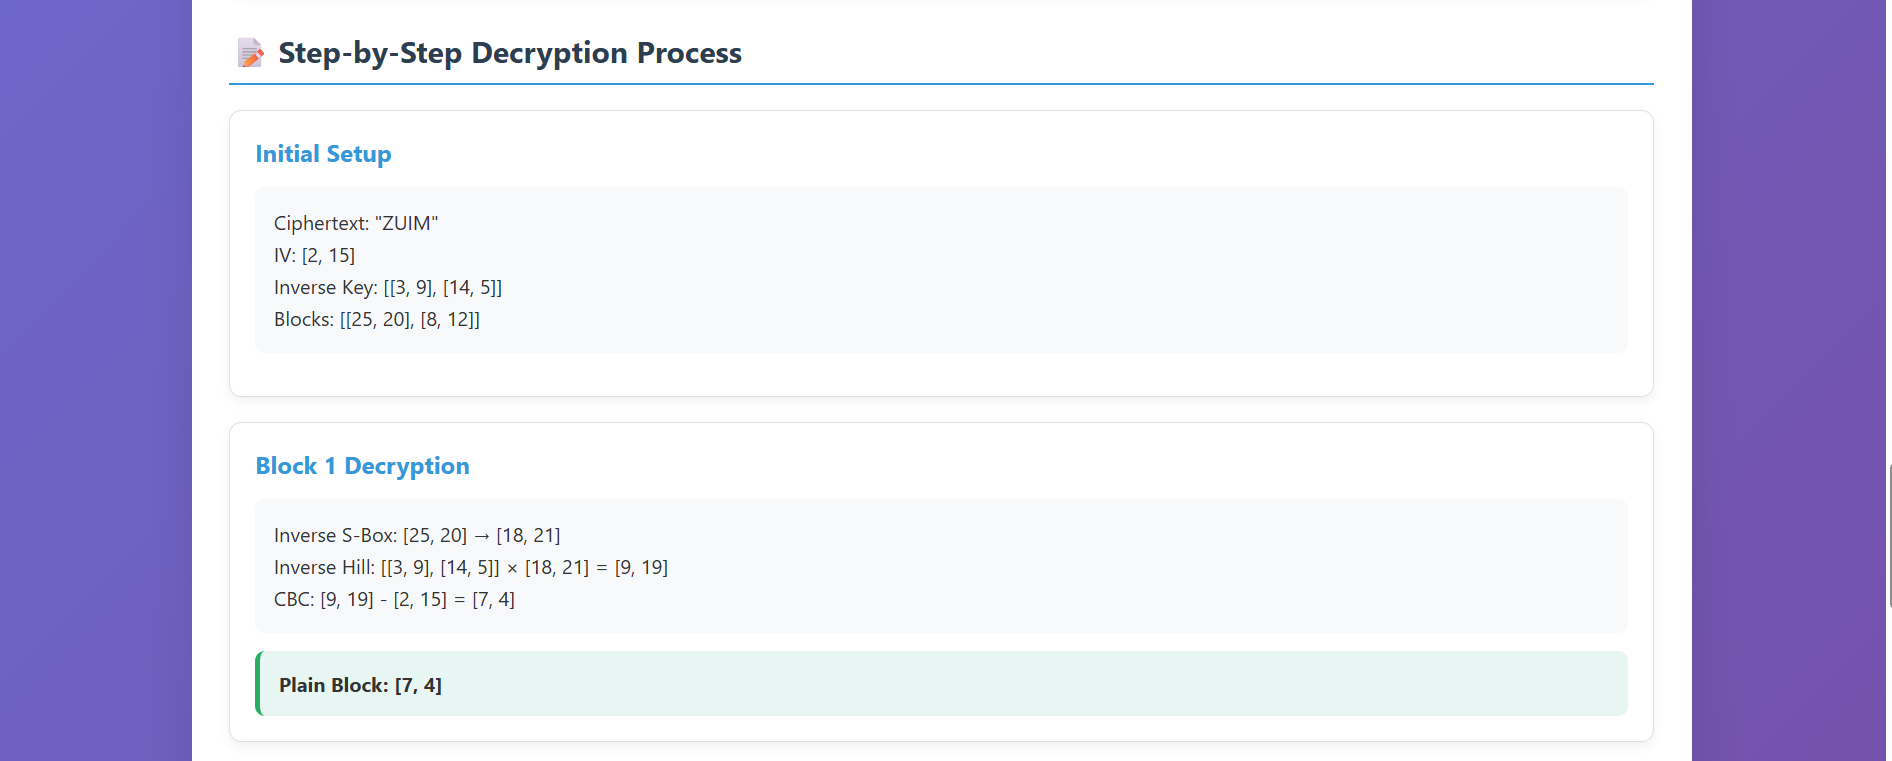 Step-by-Step Decryption Process
Initial Setup
Ciphertext: "ZUIM"
IV: [2, 15]
Inverse Key: [[3, 9], [14, 5]]
Blocks: [[25, 20], [8, 12]]
Block 1 Decryption
Inverse S-Box: [25, 20] → [18, 21]
Inverse Hill: [[3, 9], [14, 5]] × [18, 21] = [9, 19]
CBC: [9, 19] - [2, 15] = [7, 4]
Plain Block: [7, 4]